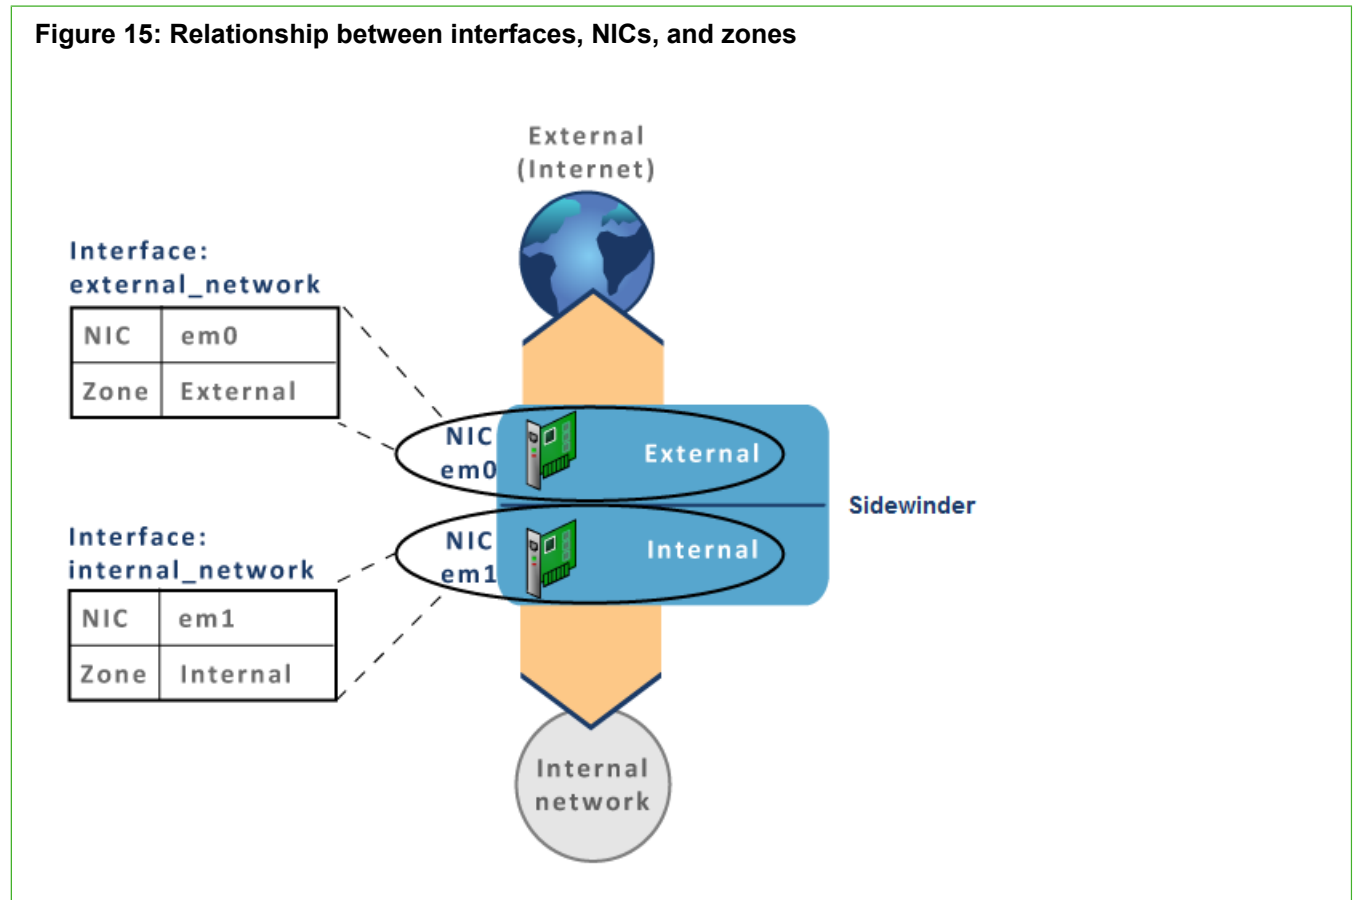 Figure 15: Relationship between interfaces, NICs, and zones
External
(Internet)
Interface:
external_network
NIC em0
Zone External
NIC
em0
External
Sidewinder
Interface:
internal_network
NIC em1
Zone Internal
NIC
em1
Internal
Internal
network